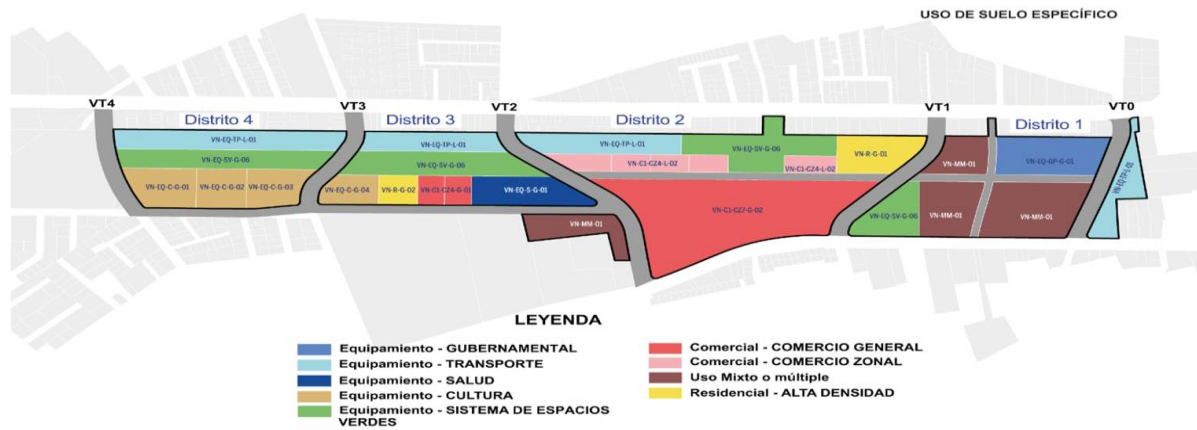 USO DE SUELO ESPECÍFICO
VT4
VT3
VT2
VT1
VT0
Distrito 4
Distrito 3
Distrito 2
Distrito 1
VN-EQ-TP-L-01
VN-EQ-TP-L-01
VN-EQ-TP-L-01
VN-EQ-SV-G-06
VN-R-G-01
VN-MM-01
VN-EQ-GP-G-01
VN-EQ-TP-L-01
VN-EQ-SV-G-06
VN-EQ-SV-G-06
VN-C1-CZ4-L-02
VN-C1-CZ4-L-02
VN-EQ-C-G-01
VN-EQ-C-G-02
VN-EQ-C-G-03
VN-EQ-C-G-04
VN-R-G-02
VN-C1-CZ4-G-01
VN-EQ-S-G-01
VN-C1-CZ7-G-02
VN-EQ-SV-G-06
VN-MM-01
VN-MM-01
VN-MM-01
LEYENDA
Equipamiento - GUBERNAMENTAL
Equipamiento - TRANSPORTE
Equipamiento - SALUD
Equipamiento - CULTURA
Equipamiento - SISTEMA DE ESPACIOS
VERDES
Comercial - COMERCIO GENERAL
Comercial - COMERCIO ZONAL
Uso Mixto o múltiple
Residencial - ALTA DENSIDAD